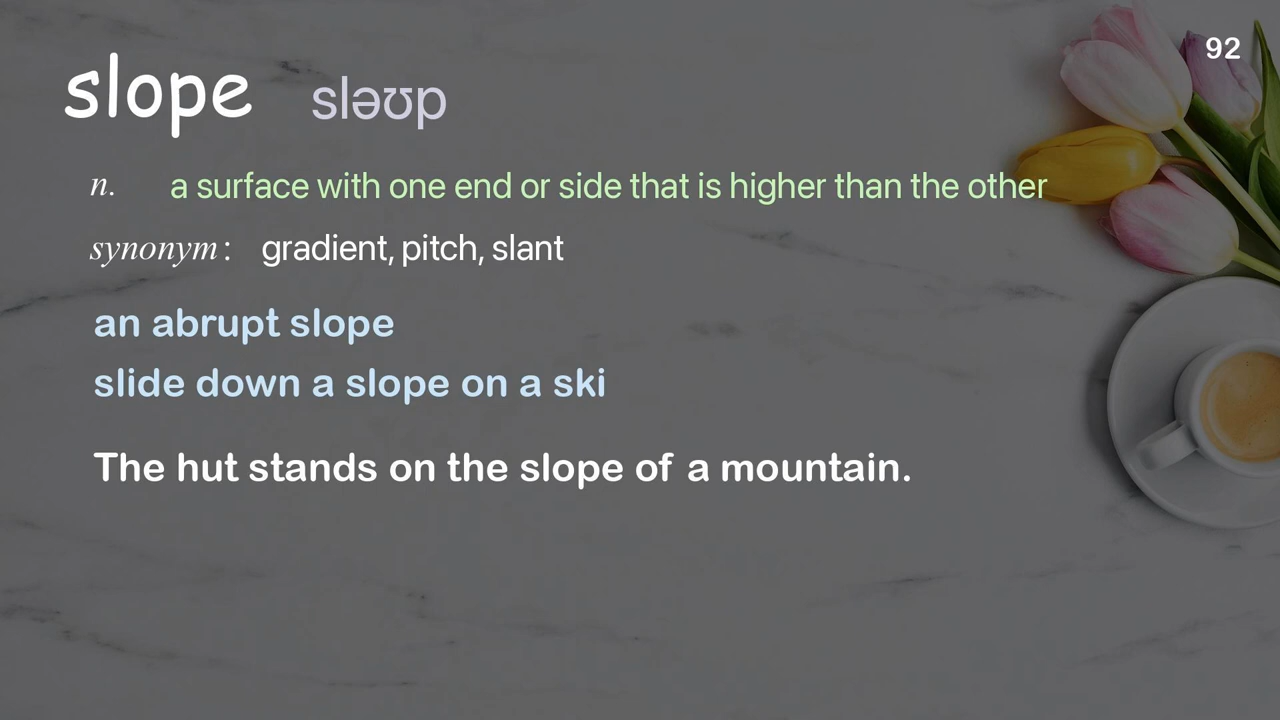 92
slope sləʊp
n. a surface with one end or side that is higher than the other
synonym: gradient, pitch, slant
an abrupt slope
slide down a slope on a ski
The hut stands on the slope of a mountain.